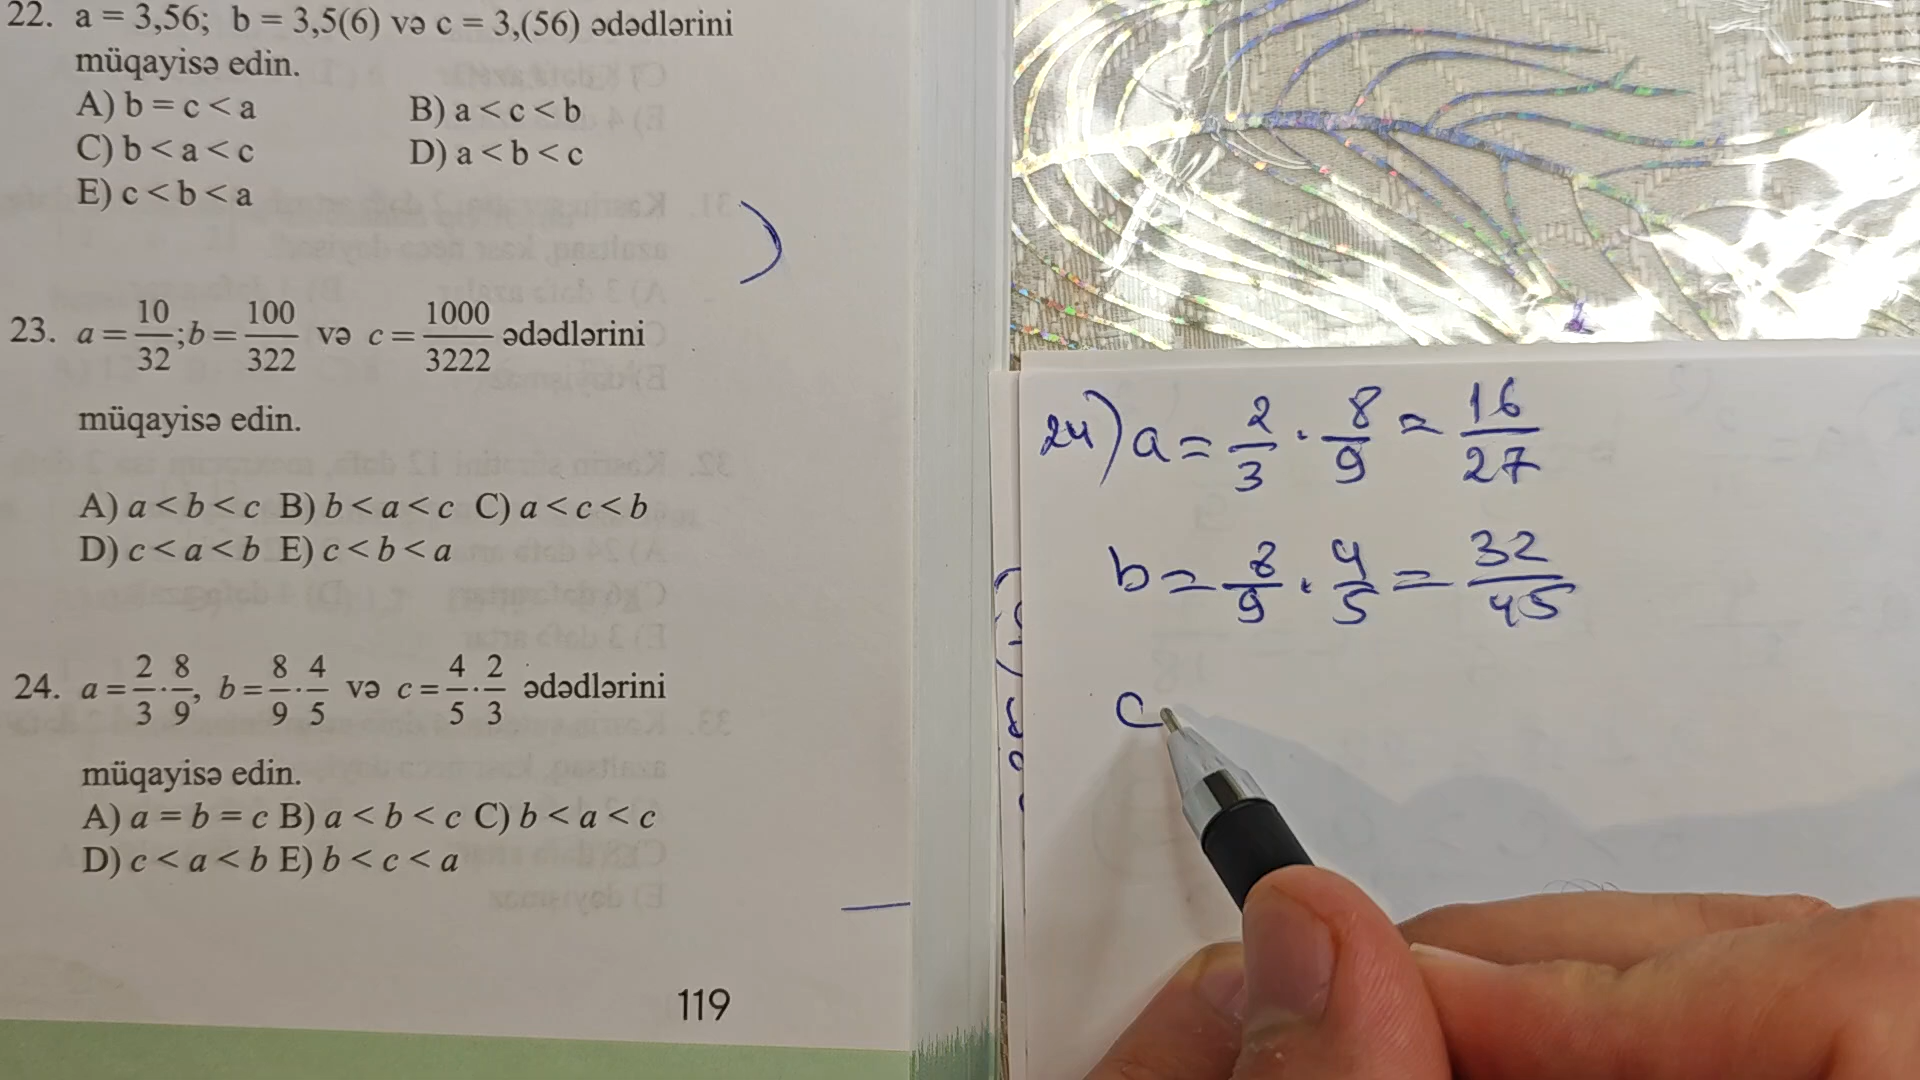 22. a = 3,56; b = 3,5(6) və c = 3,(56) ədədlərini
müqayisə edin.
A) b = c < a B) a < c < b
C) b < a < c D) a < b < c
E) c < b < a
23. a = 10/32; b = 100/322 və c = 1000/3222 ədədlərini
müqayisə edin.
A) a < b < c B) b < a < c C) a < c < b
D) c < a < b E) c < b < a
24. a = 2/3 · 8/9, b = 8/9 · 4/5 və c = 4/5 · 2/3 ədədlərini
müqayisə edin.
A) a = b = c B) a < b < c C) b < a < c
D) c < a < b E) b < c < a
119
24) a = 2/3 · 8/9 = 16/27
b = 8/9 · 4/5 = 32/45
c